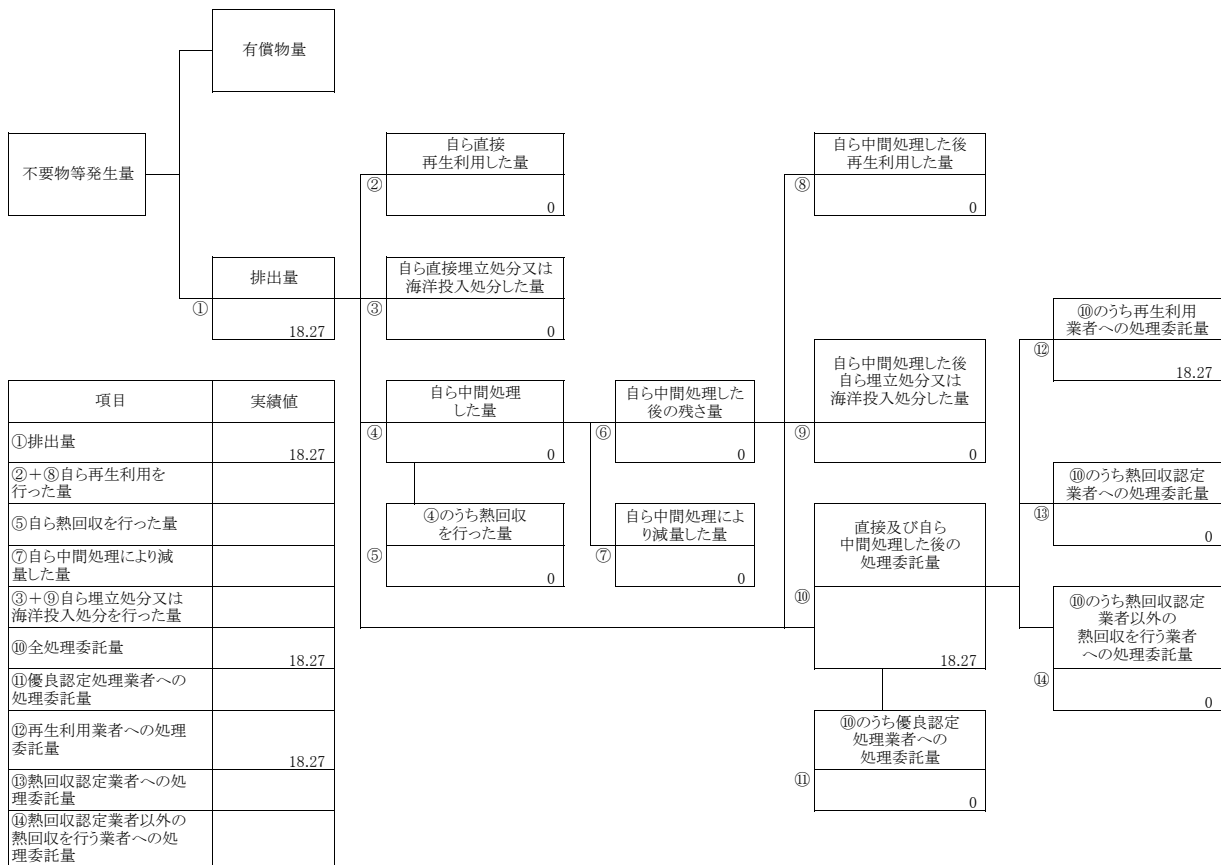 有償物量
不要物等発生量
自ら直接
再生利用した量
②
0
自ら中間処理した後
再生利用した量
⑧
0
排出量
①
18.27
自ら直接埋立処分又は
海洋投入処分した量
③
0
⑩のうち再生利用
業者への処理委託量
⑫
18.27
自ら中間処理
した量
④
0
自ら中間処理した
後の残さ量
⑥
0
自ら中間処理した後
自ら埋立処分又は
海洋投入処分した量
⑨
0
⑩のうち熱回収認定
業者への処理委託量
⑬
0
④のうち熱回収
を行った量
⑤
0
自ら中間処理によ
り減量した量
⑦
0
直接及び自ら
中間処理した後の
処理委託量
⑩
18.27
⑩のうち熱回収認定
業者以外の
熱回収を行う業者
への処理委託量
⑭
0
⑩のうち優良認定
処理業者への
処理委託量
⑪
0
項目 実績値
①排出量 18.27
②+⑧自ら再生利用を
行った量
⑤自ら熱回収を行った量
⑦自ら中間処理により減
量した量
③+⑨自ら埋立処分又は
海洋投入処分を行った量
⑩全処理委託量 18.27
⑪優良認定処理業者への
処理委託量
⑫再生利用業者への処理
委託量 18.27
⑬熱回収認定業者への処
理委託量
⑭熱回収認定業者以外の
熱回収を行う業者への処
理委託量